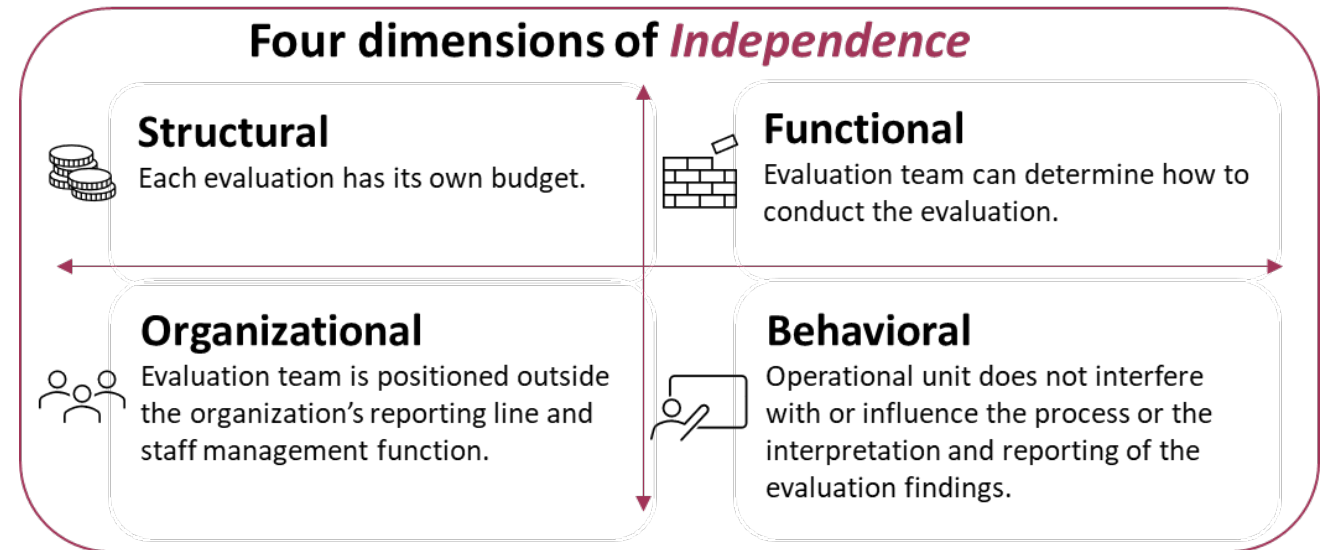 Four dimensions of Independence
Structural
Each evaluation has its own budget.
Functional
Evaluation team can determine how to
conduct the evaluation.
Organizational
Evaluation team is positioned outside
the organization's reporting line and
staff management function.
Behavioral
Operational unit does not interfere
with or influence the process or the
interpretation and reporting of the
evaluation findings.